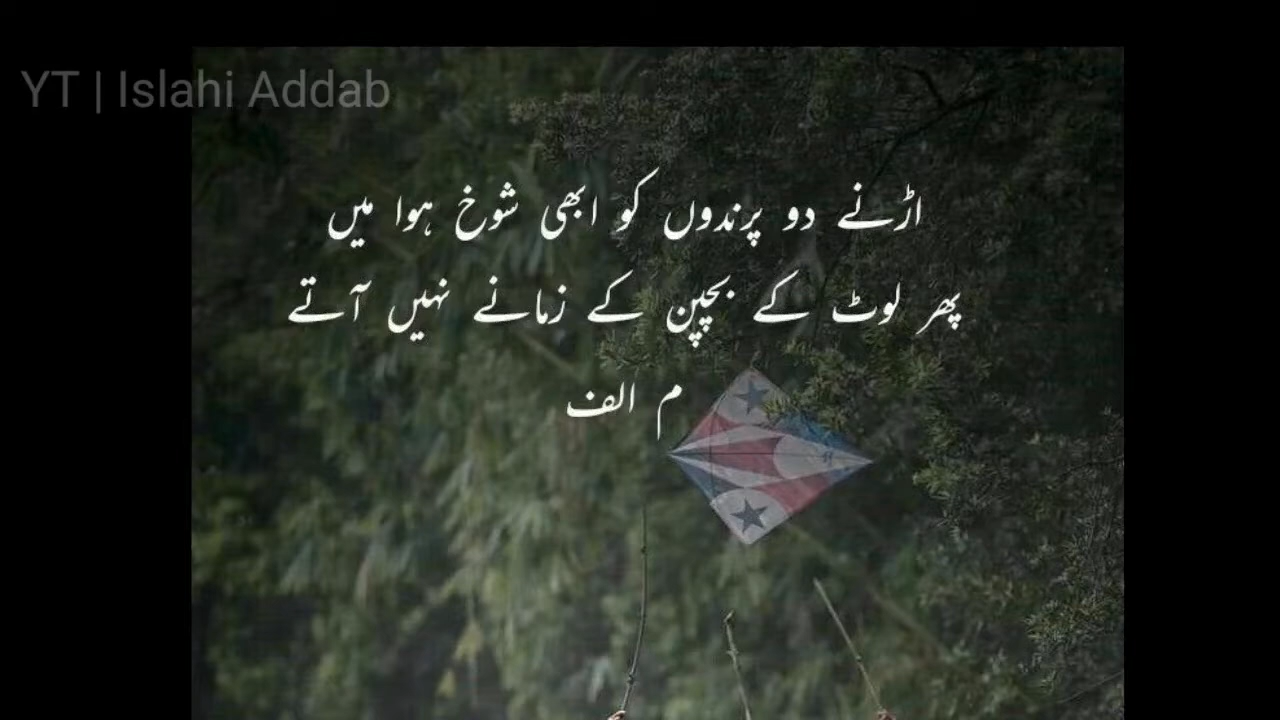 YT | Islahi Addab
اڑنے دو پرندوں کو ابھی شوخ ہوا میں
پھر لوٹ کے بچپن کے زمانے نہیں آتے
م الف